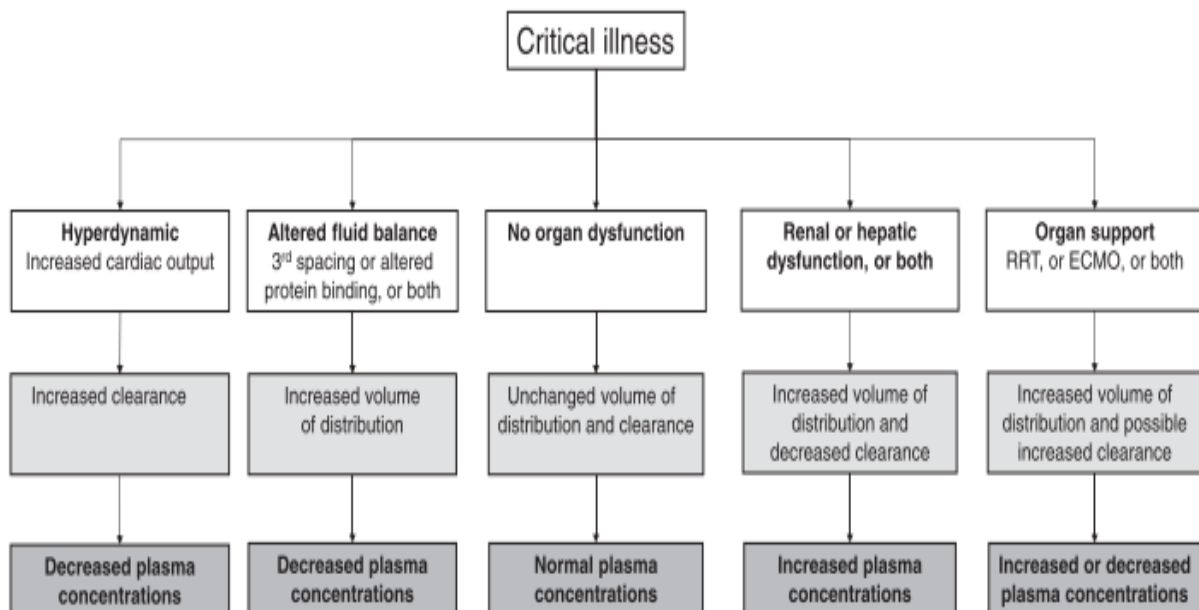 Critical illness
Hyperdynamic
Increased cardiac output
Altered fluid balance
3rd spacing or altered
protein binding, or both
No organ dysfunction
Renal or hepatic
dysfunction, or both
Organ support
RRT, or ECMO, or both
Increased clearance
Increased volume
of distribution
Unchanged volume of
distribution and clearance
Increased volume of
distribution and
decreased clearance
Increased volume of
distribution and possible
increased clearance
Decreased plasma
concentrations
Decreased plasma
concentrations
Normal plasma
concentrations
Increased plasma
concentrations
Increased or decreased
plasma concentrations